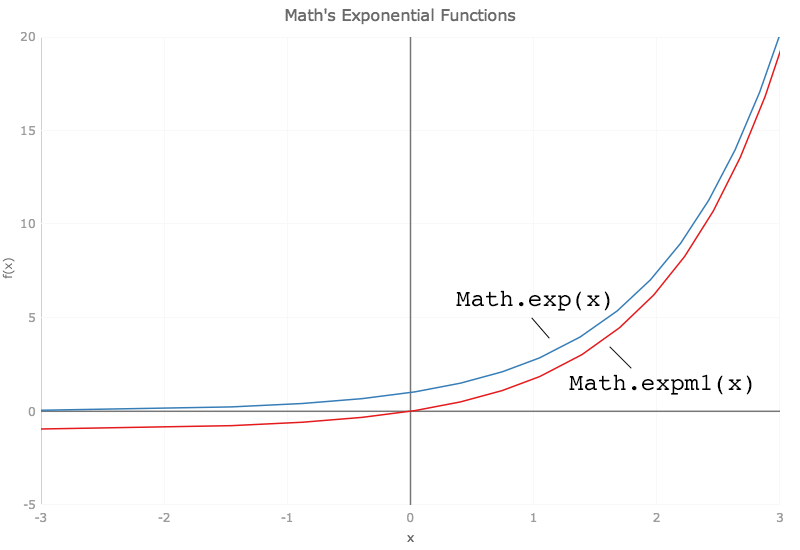 Math's Exponential Functions
20
15
10
5
0
-5
f(x)
Math.exp(x)
Math.expm1(x)
-3 -2 -1 0 1 2 3
x